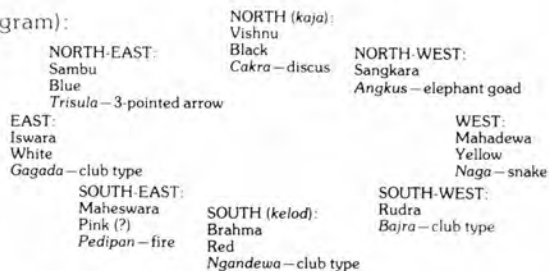 gram):
NORTH (kaja):
Vishnu
Black
Cakra—discus
NORTH-EAST:
Sambu
Blue
Trisula—3-pointed arrow
NORTH-WEST:
Sangkara
Angkus—elephant goad
EAST:
Iswara
White
Gagada—club type
WEST:
Mahadewa
Yellow
Naga—snake
SOUTH-EAST:
Maheswara
Pink (?)
Pedipan—fire
SOUTH (kelod):
Brahma
Red
Ngandewa—club type
SOUTH-WEST:
Rudra
Bajra—club type